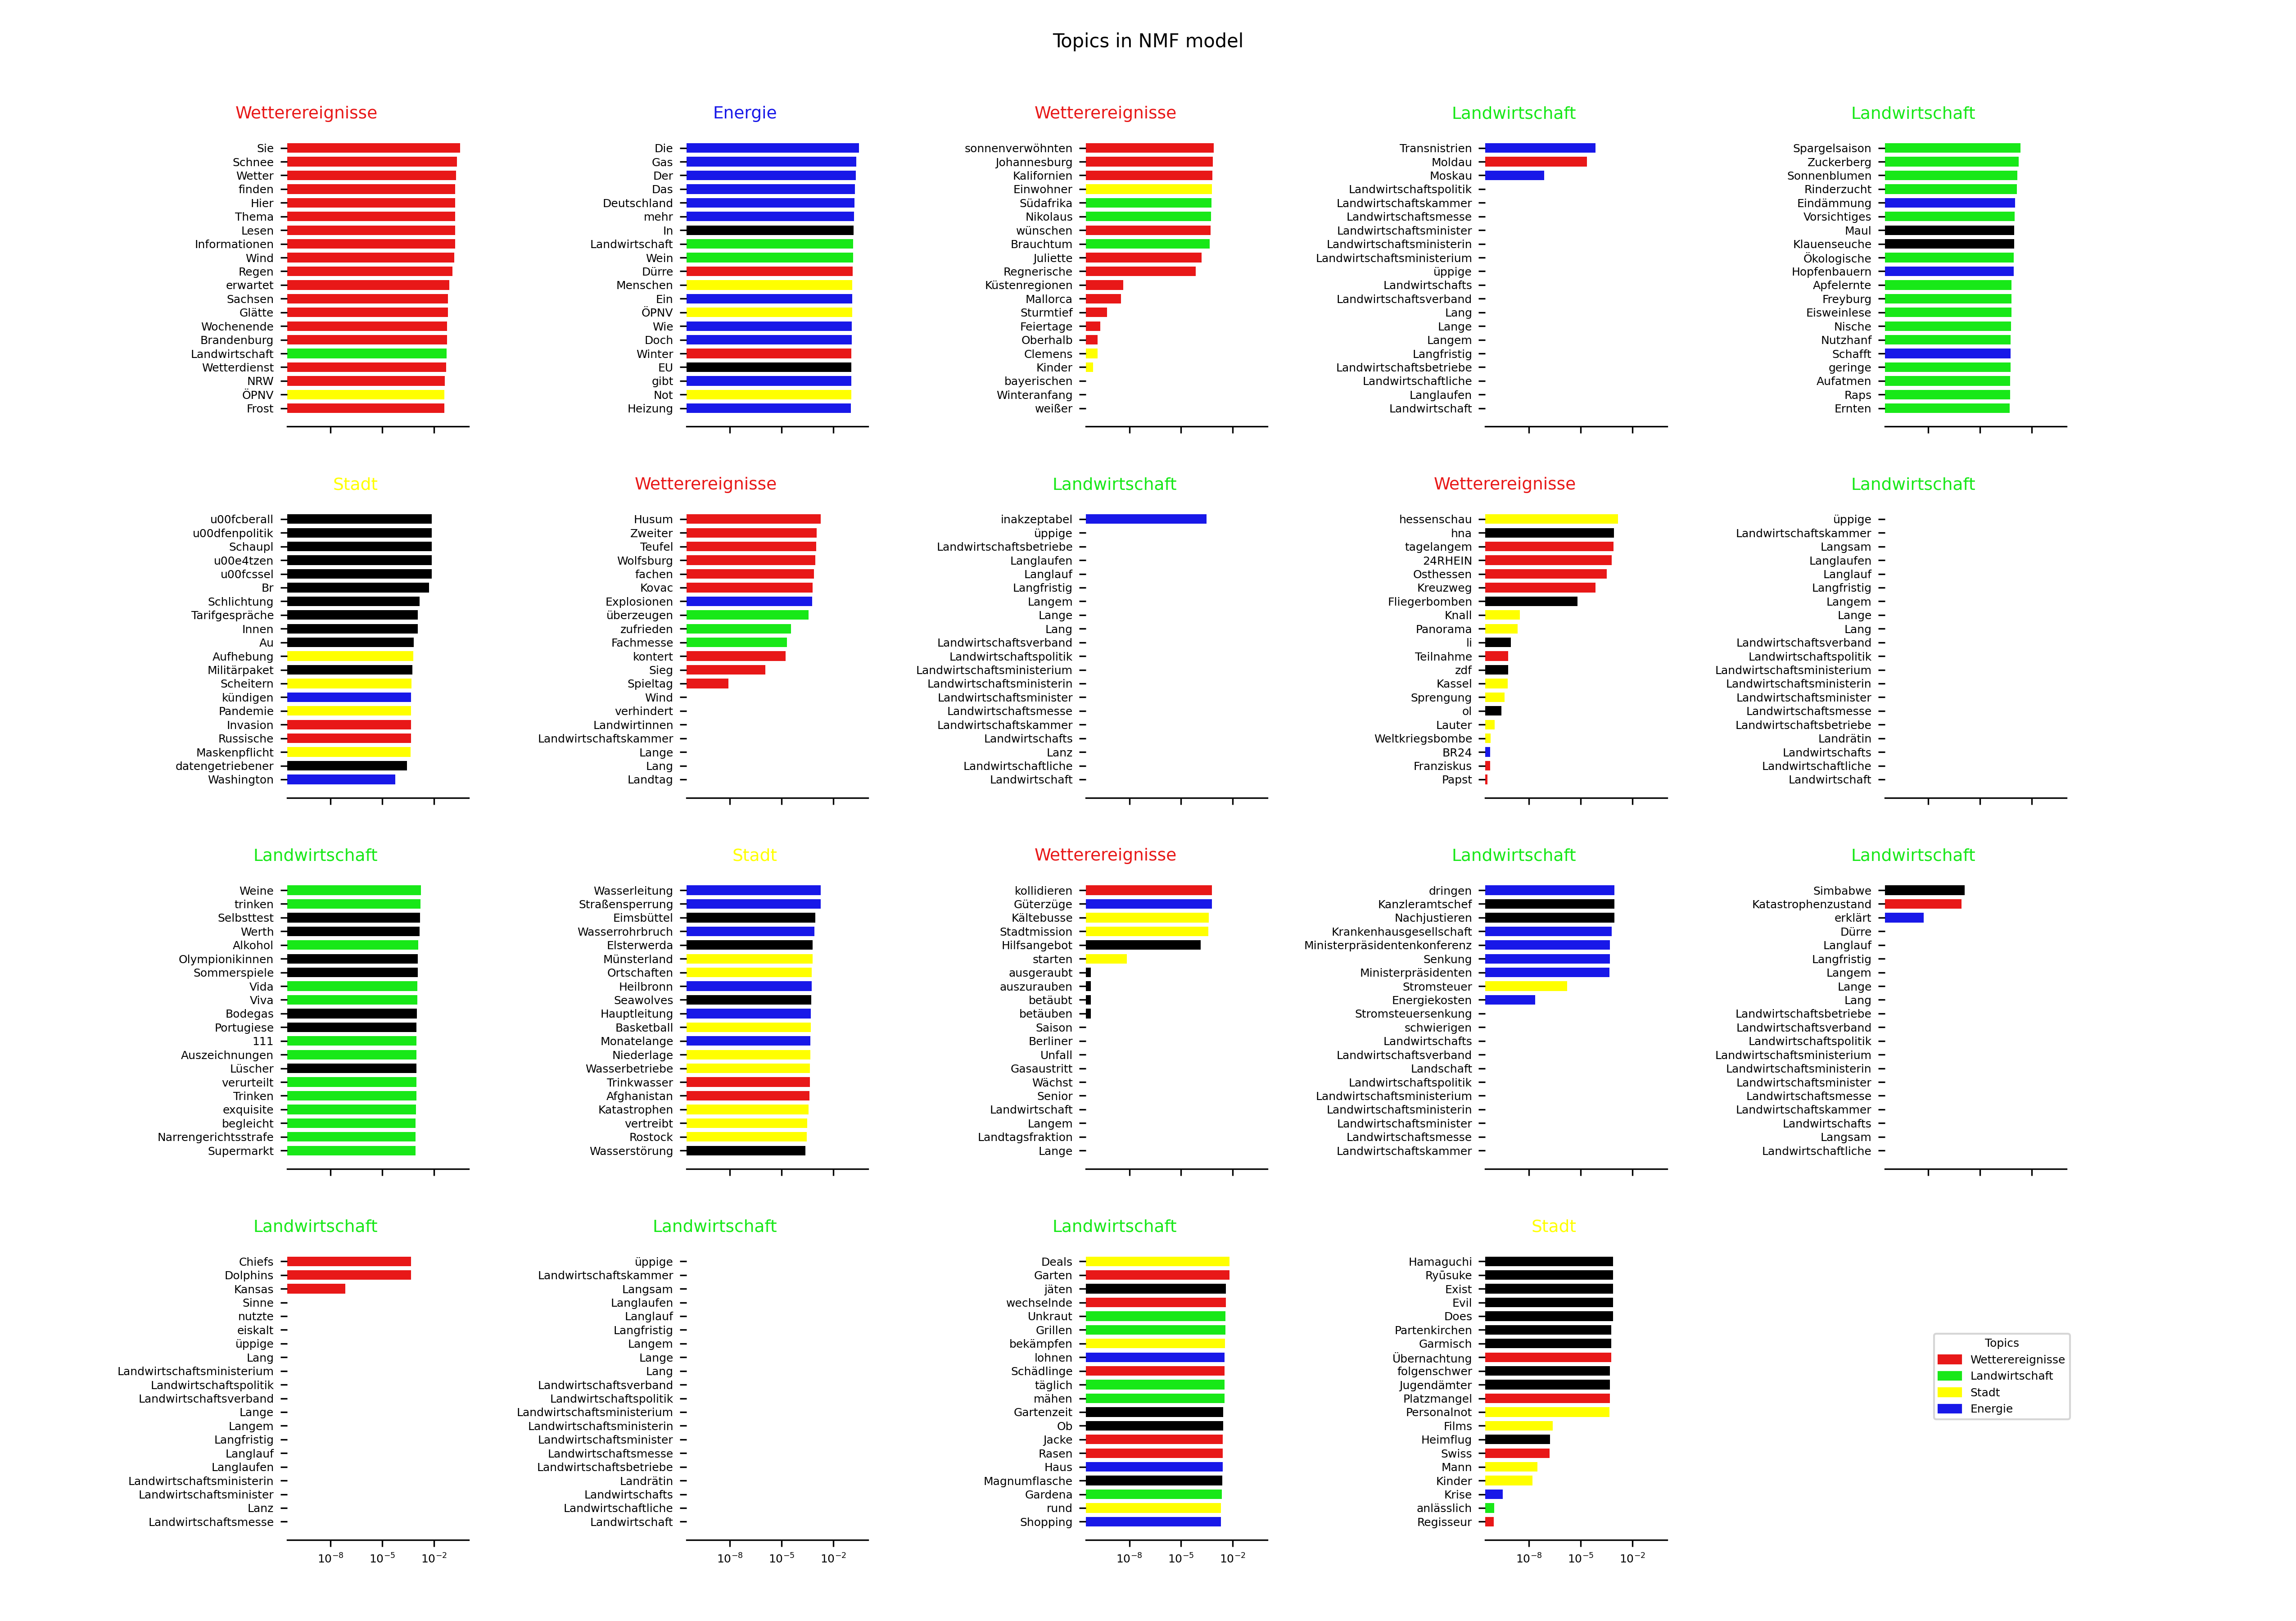 Topics in NMF model
Wetterereignisse
Sie
Schnee
Wetter
finden
Hier
Thema
Lesen
Informationen
Wind
Regen
erwartet
Sachsen
Glätte
Wochenende
Brandenburg
Landwirtschaft
Wetterdienst
NRW
ÖPNV
Frost
Energie
Die
Gas
Der
Das
Deutschland
mehr
In
Landwirtschaft
Wein
Dürre
Menschen
Ein
ÖPNV
Wie
Doch
Winter
EU
gibt
Not
Heizung
Wetterereignisse
sonnenverwöhnten
Johannesburg
Kalifornien
Einwohner
Südafrika
Nikolaus
wünschen
Brauchtum
Juliette
Regnerische
Küstenregionen
Mallorca
Sturmtief
Feiertage
Oberhalb
Clemens
Kinder
bayerischen
Winteranfang
weißer
Landwirtschaft
Transnistrien
Moldau
Moskau
Landwirtschaftspolitik
Landwirtschaftskammer
Landwirtschaftsmesse
Landwirtschaftsminister
Landwirtschaftsministerin
Landwirtschaftsministerium
üppige
Landwirtschafts
Landwirtschaftsverband
Lang
Lange
Langem
Langfristig
Landwirtschaftsbetriebe
Landwirtschaftliche
Langlaufen
Landwirtschaft
Landwirtschaft
Spargelsaison
Zuckerberg
Sonnenblumen
Rinderzucht
Eindämmung
Vorsichtiges
Maul
Klauenseuche
Ökologische
Hopfenbauern
Apfelernte
Freyburg
Eisweinlese
Nische
Nutzhanf
Schafft
geringe
Aufatmen
Raps
Ernten
Stadt
u00fcberall
u00dfenpolitik
Schaupl
u00e4tzen
u00fcssel
Br
Schlichtung
Tarifgespräche
Innen
Au
Aufhebung
Militärpaket
Scheitern
kündigen
Pandemie
Invasion
Russische
Maskenpflicht
datengetriebener
Washington
Wetterereignisse
Husum
Zweiter
Teufel
Wolfsburg
fachen
Kovac
Explosionen
überzeugen
zufrieden
Fachmesse
kontert
Sieg
Spieltag
Wind
verhindert
Landwirtinnen
Landwirtschaftskammer
Lange
Lang
Landtag
Landwirtschaft
inakzeptabel
üppige
Landwirtschaftsbetriebe
Langlaufen
Langlauf
Langfristig
Langem
Lange
Lang
Landwirtschaftsverband
Landwirtschaftspolitik
Landwirtschaftsministerium
Landwirtschaftsministerin
Landwirtschaftsminister
Landwirtschaftsmesse
Landwirtschaftskammer
Landwirtschafts
Lanz
Landwirtschaftliche
Landwirtschaft
Wetterereignisse
hessenschau
hna
tagelangem
24RHEIN
Osthessen
Kreuzweg
Fliegerbomben
Knall
Panorama
li
Teilnahme
zdf
Kassel
Sprengung
ol
Lauter
Weltkriegsbombe
BR24
Franziskus
Papst
Landwirtschaft
üppige
Landwirtschaftskammer
Langsam
Langlaufen
Langlauf
Langfristig
Langem
Lange
Lang
Landwirtschaftsverband
Landwirtschaftspolitik
Landwirtschaftsministerium
Landwirtschaftsministerin
Landwirtschaftsminister
Landwirtschaftsmesse
Landwirtschaftsbetriebe
Landrätin
Landwirtschafts
Landwirtschaftliche
Landwirtschaft
Landwirtschaft
Weine
trinken
Selbsttest
Werth
Alkohol
Olympionikinnen
Sommerspiele
Vida
Viva
Bodegas
Portugiese
111
Auszeichnungen
Lüscher
verurteilt
Trinken
exquisite
begleicht
Narrengerichtsstrafe
Supermarkt
Stadt
Wasserleitung
Straßensperrung
Eimsbüttel
Wasserrohrbruch
Elsterwerda
Münsterland
Ortschaften
Heilbronn
Seawolves
Hauptleitung
Basketball
Monatelange
Niederlage
Wasserbetriebe
Trinkwasser
Afghanistan
Katastrophen
vertreibt
Rostock
Wasserstörung
Wetterereignisse
kollidieren
Güterzüge
Kältebusse
Stadtmission
Hilfsangebot
starten
ausgeraubt
auszurauben
betäubt
betäuben
Saison
Berliner
Unfall
Gasaustritt
Wächst
Senior
Landwirtschaft
Langem
Landtagsfraktion
Lange
Landwirtschaft
dringen
Kanzleramtschef
Nachjustieren
Krankenhausgesellschaft
Ministerpräsidentenkonferenz
Senkung
Ministerpräsidenten
Stromsteuer
Energiekosten
Stromsteuersenkung
schwierigen
Landwirtschafts
Landwirtschaftsverband
Landschaft
Landwirtschaftspolitik
Landwirtschaftsministerium
Landwirtschaftsministerin
Landwirtschaftsminister
Landwirtschaftsmesse
Landwirtschaftskammer
Landwirtschaft
Simbabwe
Katastrophenzustand
erklärt
Dürre
Langlauf
Langfristig
Langem
Lange
Lang
Landwirtschaftsbetriebe
Landwirtschaftsverband
Landwirtschaftspolitik
Landwirtschaftsministerium
Landwirtschaftsministerin
Landwirtschaftsminister
Landwirtschaftsmesse
Landwirtschaftskammer
Landwirtschafts
Langsam
Landwirtschaftliche
Landwirtschaft
Chiefs
Dolphins
Kansas
Sinne
nutzte
eiskalt
üppige
Lang
Landwirtschaftsministerium
Landwirtschaftspolitik
Landwirtschaftsverband
Lange
Langem
Langfristig
Langlauf
Langlaufen
Landwirtschaftsministerin
Landwirtschaftsminister
Lanz
Landwirtschaftsmesse
10⁻⁸ 10⁻⁵ 10⁻²
Landwirtschaft
üppige
Landwirtschaftskammer
Langsam
Langlaufen
Langlauf
Langfristig
Langem
Lange
Lang
Landwirtschaftsverband
Landwirtschaftspolitik
Landwirtschaftsministerium
Landwirtschaftsministerin
Landwirtschaftsminister
Landwirtschaftsmesse
Landwirtschaftsbetriebe
Landrätin
Landwirtschafts
Landwirtschaftliche
Landwirtschaft
10⁻⁸ 10⁻⁵ 10⁻²
Landwirtschaft
Deals
Garten
jäten
wechselnde
Unkraut
Grillen
bekämpfen
lohnen
Schädlinge
täglich
mähen
Gartenzeit
Ob
Jacke
Rasen
Haus
Magnumflasche
Gardena
rund
Shopping
10⁻⁸ 10⁻⁵ 10⁻²
Stadt
Hamaguchi
Ryūsuke
Exist
Evil
Does
Partenkirchen
Garmisch
Übernachtung
folgenschwer
Jugendämter
Platzmangel
Personalnot
Films
Heimflug
Swiss
Mann
Kinder
Krise
anlässlich
Regisseur
10⁻⁸ 10⁻⁵ 10⁻²
Topics
Wetterereignisse
Landwirtschaft
Stadt
Energie